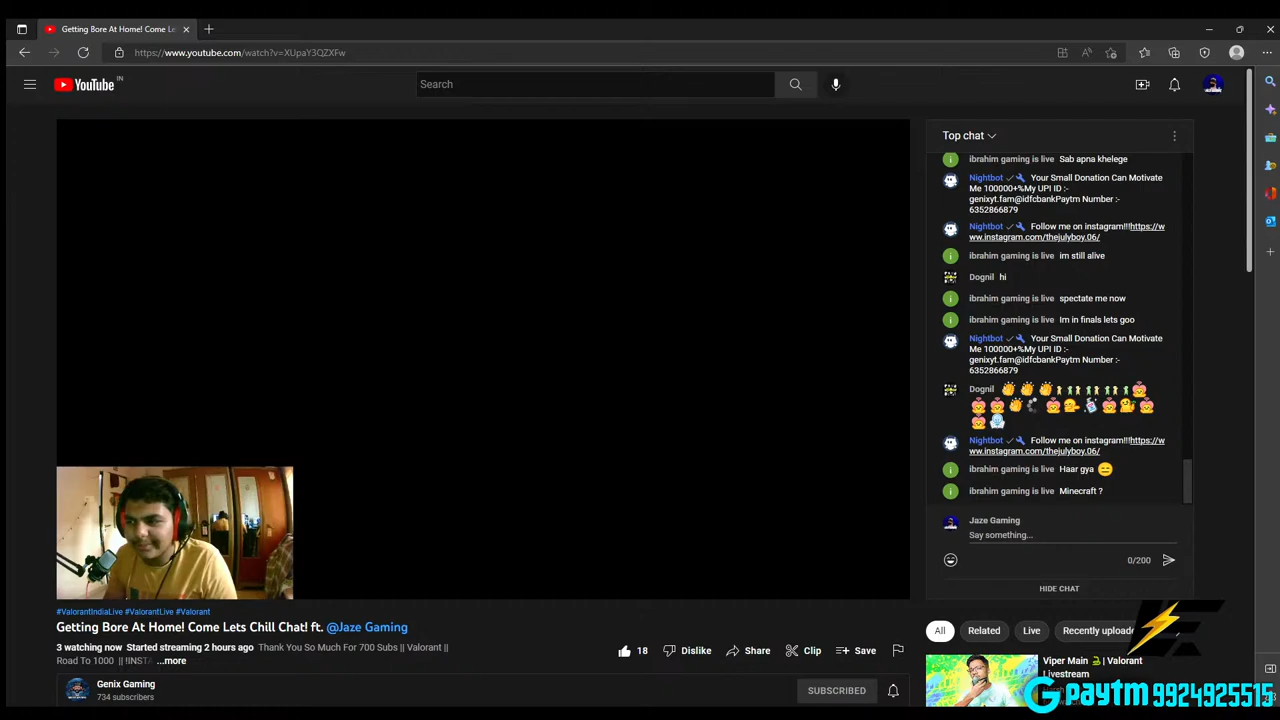 Getting Bore At Home! Come Let
https://www.youtube.com/watch?v=XUpaY3QZXFw
YouTube IN
Search
Top chat
ibrahim gaming is live Sab apna khelege
Nightbot Your Small Donation Can Motivate
Me 100000+%My UPI ID :-
genixyt.fam@idfcbankPaytm Number :-
6352866879
Nightbot Follow me on instagram!!!https://w
ww.instagram.com/thejulyboy.06/
ibrahim gaming is live im still alive
Dognil hi
ibrahim gaming is live spectate me now
ibrahim gaming is live Im in finals lets goo
Nightbot Your Small Donation Can Motivate
Me 100000+%My UPI ID :-
genixyt.fam@idfcbankPaytm Number :-
6352866879
Dognil
Nightbot Follow me on instagram!!!https://w
ww.instagram.com/thejulyboy.06/
ibrahim gaming is live Haar gya
ibrahim gaming is live Minecraft ?
Jaze Gaming
Say something...
0/200
HIDE CHAT
#ValorantIndiaLive #ValorantLive #Valorant
Getting Bore At Home! Come Lets Chill Chat! ft. @Jaze Gaming
3 watching now Started streaming 2 hours ago Thank You So Much For 700 Subs || Valorant ||
Road To 1000 || !INSTA ...more
18 Dislike Share Clip Save
Genix Gaming
734 subscribers
SUBSCRIBED
All Related Live Recently uploade
Viper Main | Valorant
Livestream
G paytm 9924925515